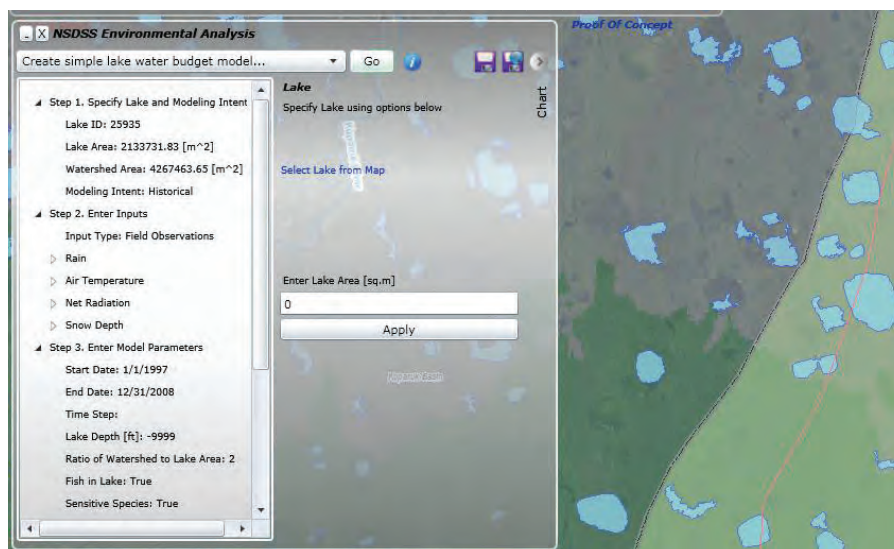 _ X NSDSS Environmental Analysis
Proof Of Concept
Create simple lake water budget model...
Go
i
Step 1. Specify Lake and Modeling Intent
Lake ID: 25935
Lake Area: 2133731.83 [m^2]
Watershed Area: 4267463.65 [m^2]
Modeling Intent: Historical
Step 2. Enter Inputs
Input Type: Field Observations
Rain
Air Temperature
Net Radiation
Snow Depth
Step 3. Enter Model Parameters
Start Date: 1/1/1997
End Date: 12/31/2008
Time Step:
Lake Depth [ft]: -9999
Ratio of Watershed to Lake Area: 2
Fish in Lake: True
Sensitive Species: True
Lake
Specify Lake using options below
Select Lake from Map
Enter Lake Area [sq.m]
0
Apply
Chart